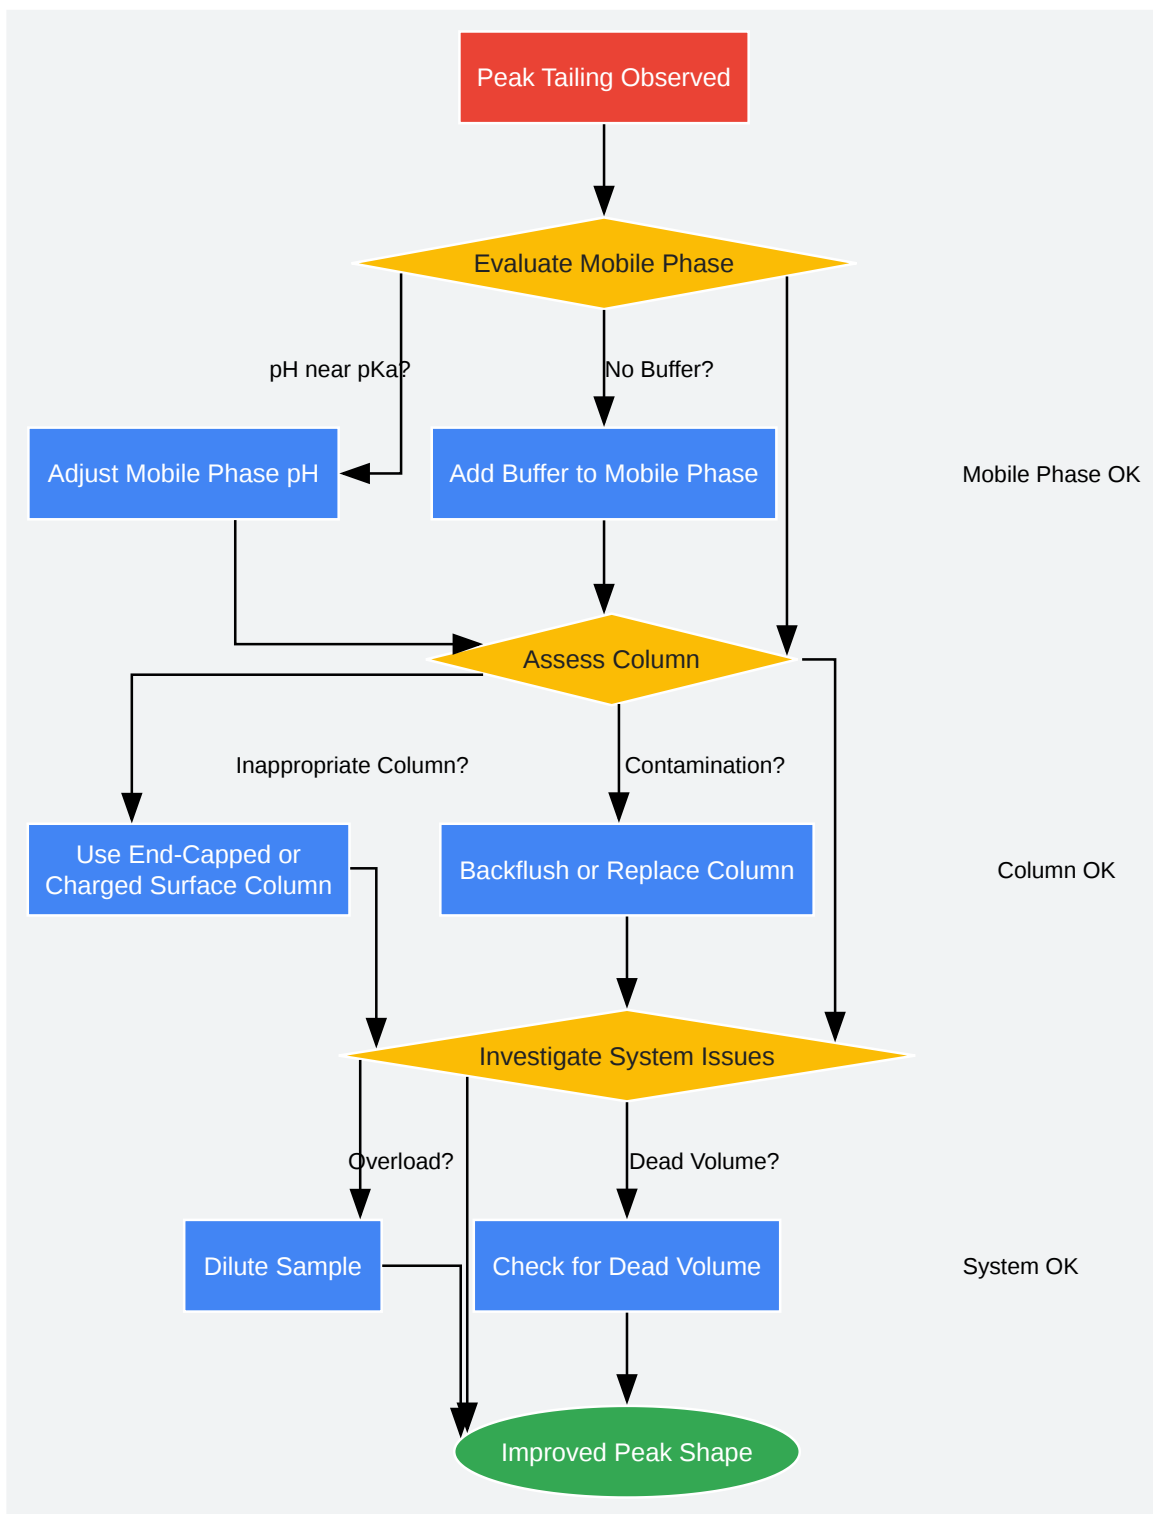 Peak Tailing Observed
Evaluate Mobile Phase
pH near pKa?
No Buffer?
Adjust Mobile Phase pH
Add Buffer to Mobile Phase
Mobile Phase OK
Assess Column
Inappropriate Column?
Contamination?
Use End-Capped or
Charged Surface Column
Backflush or Replace Column
Column OK
Investigate System Issues
Overload?
Dead Volume?
Dilute Sample
Check for Dead Volume
System OK
Improved Peak Shape